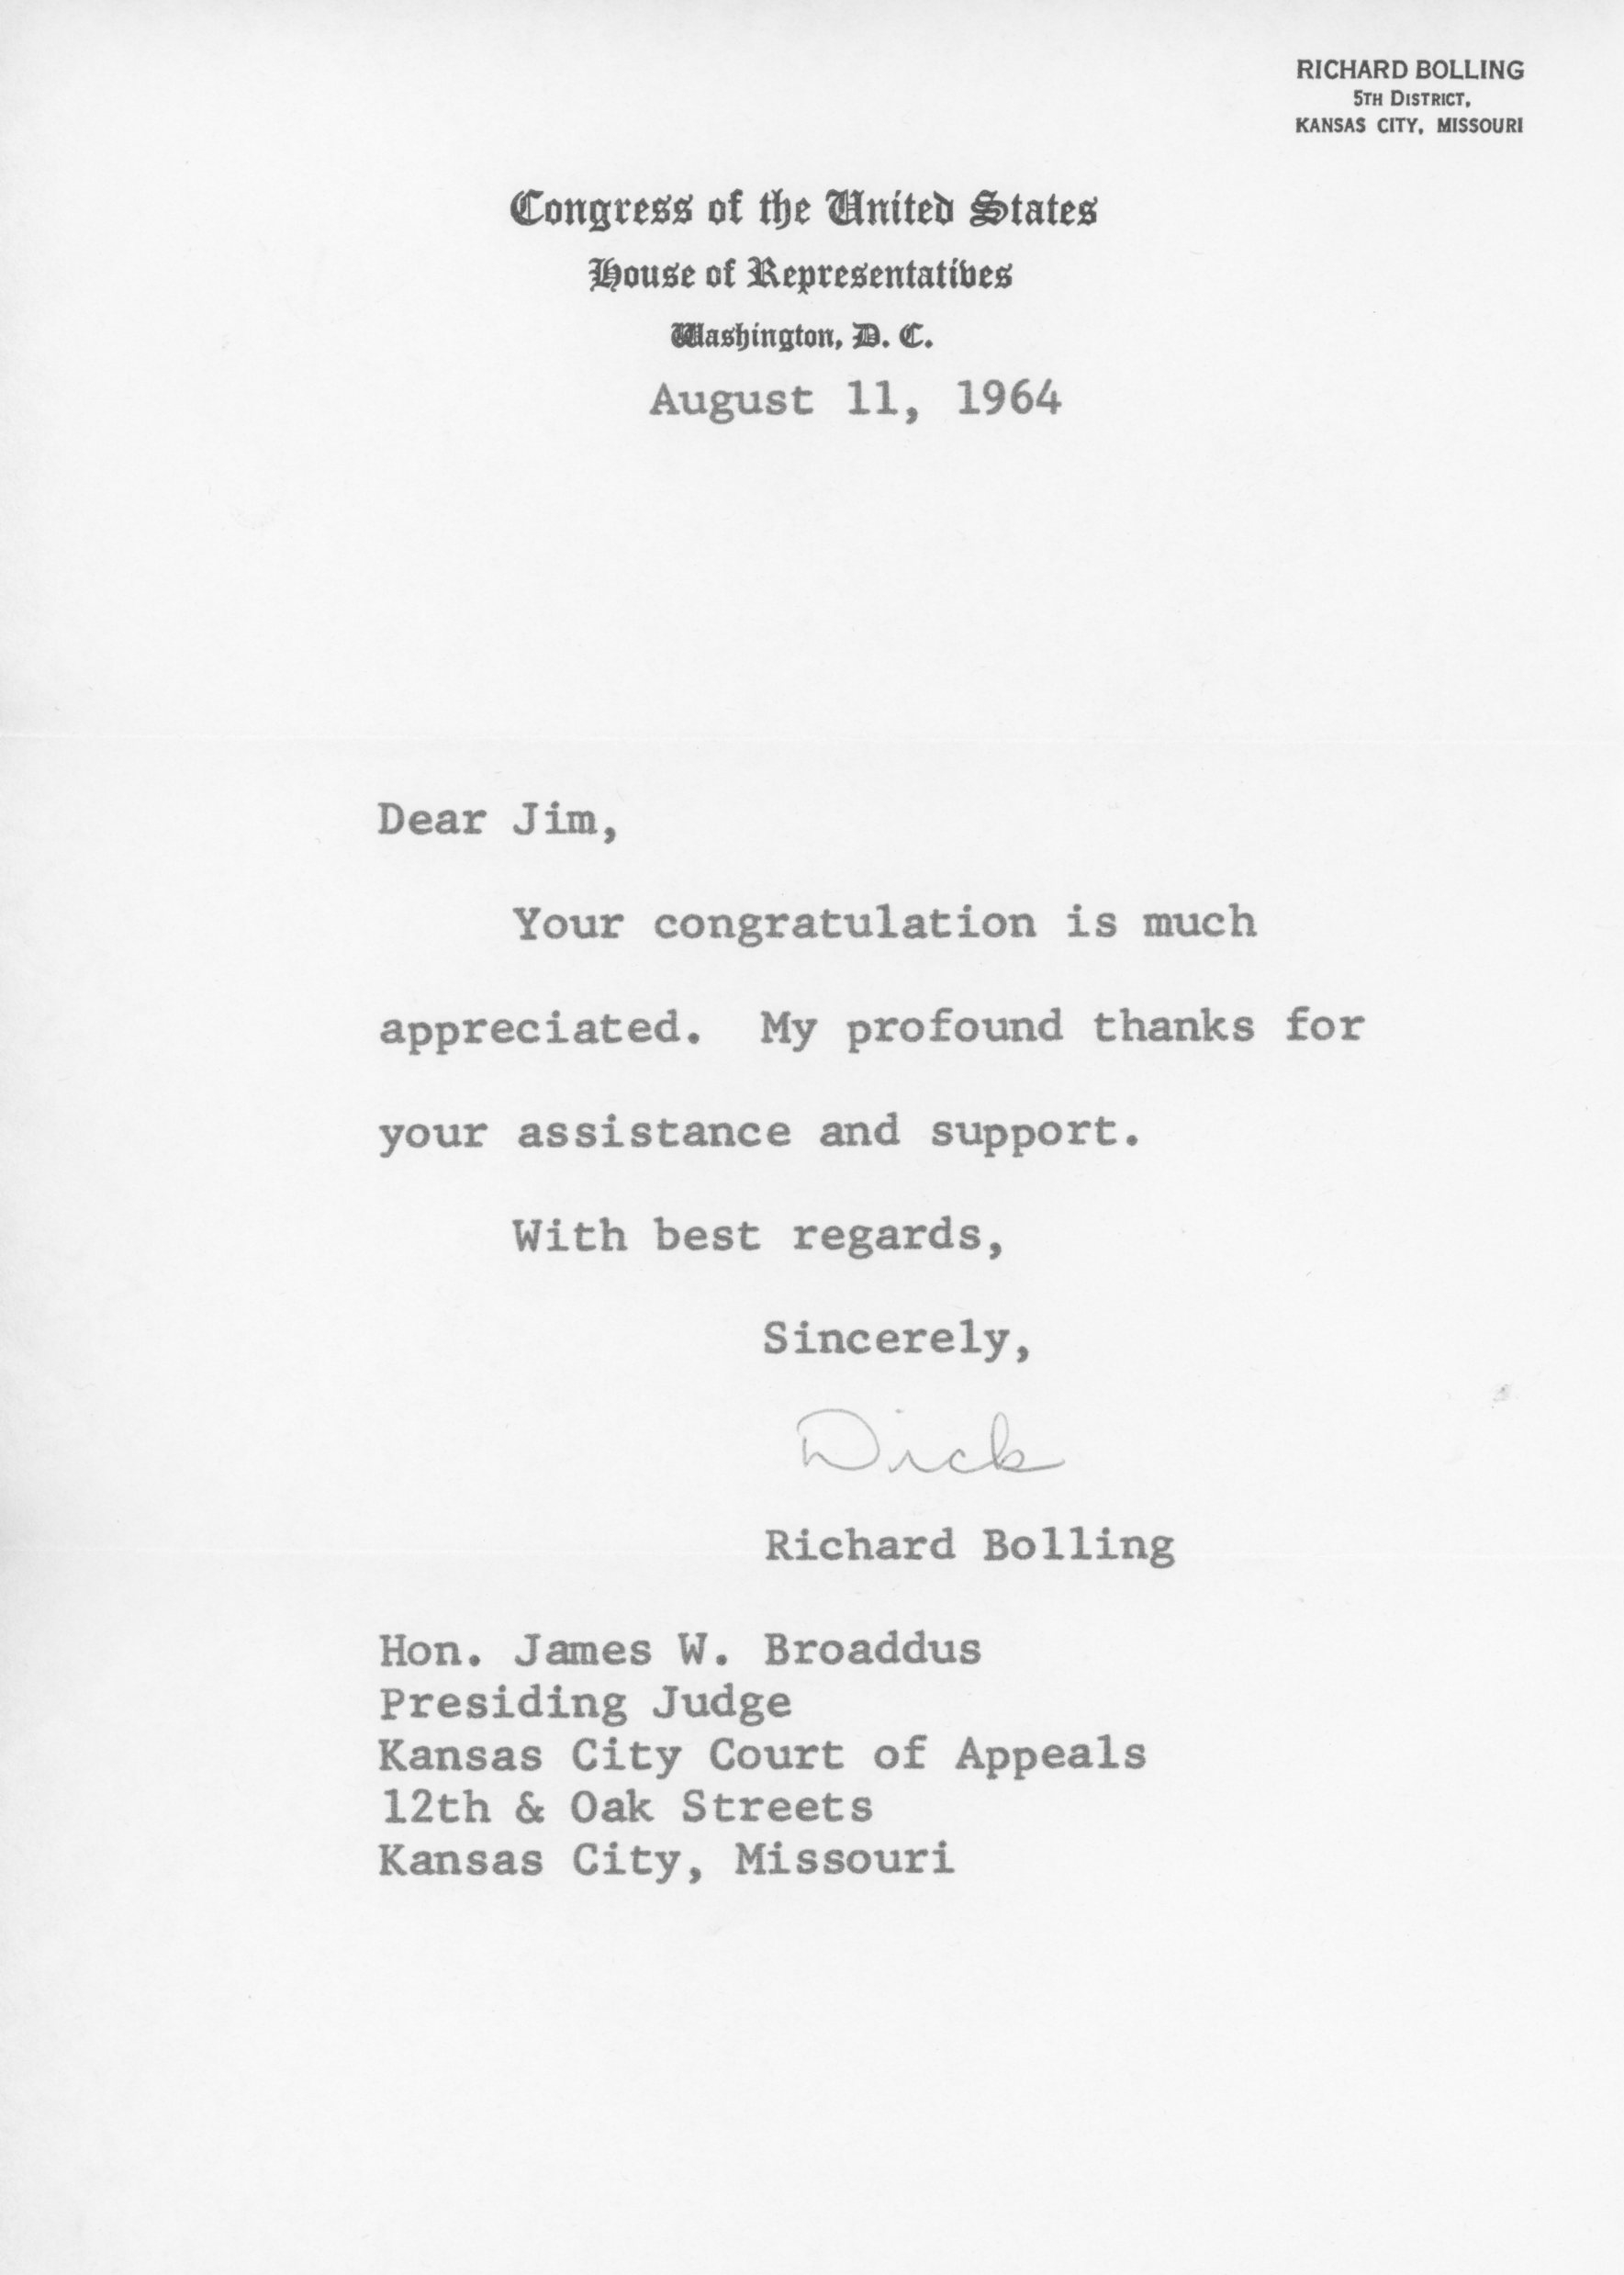 RICHARD BOLLING
5TH DISTRICT,
KANSAS CITY, MISSOURI
Congress of the United States
House of Representatives
Washington, D. C.
August 11, 1964
Dear Jim,
Your congratulation is much
appreciated. My profound thanks for
your assistance and support.
With best regards,
Sincerely,
Dick
Richard Bolling
Hon. James W. Broaddus
Presiding Judge
Kansas City Court of Appeals
12th & Oak Streets
Kansas City, Missouri